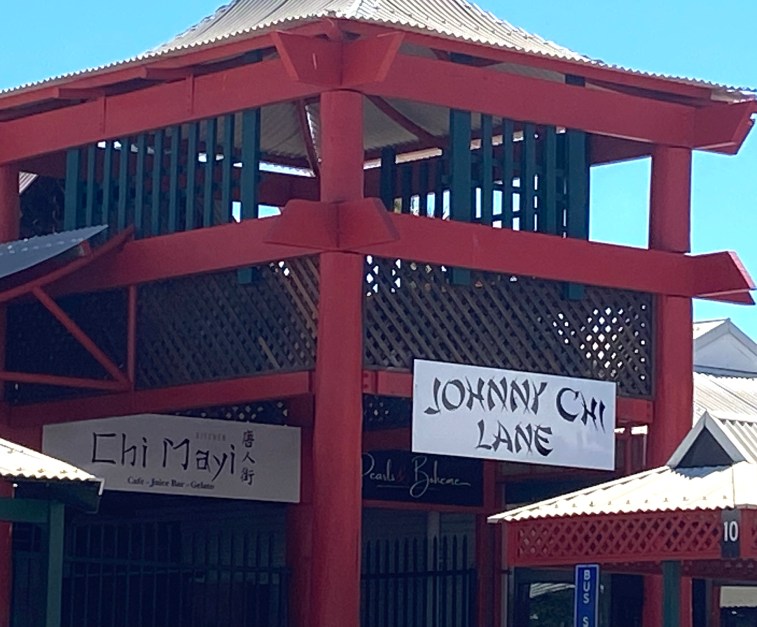 JOHNNY CHI
LANE
KITCHEN
Chi Mayi
唐人街
Cafe - Juice Bar - Gelato
Pearls & Boheme
10
BUS S